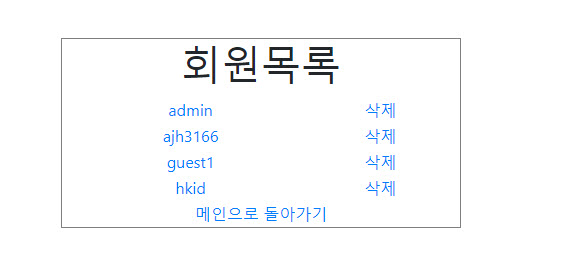 회원목록
admin 삭제
ajh3166 삭제
guest1 삭제
hkid 삭제
메인으로 돌아가기